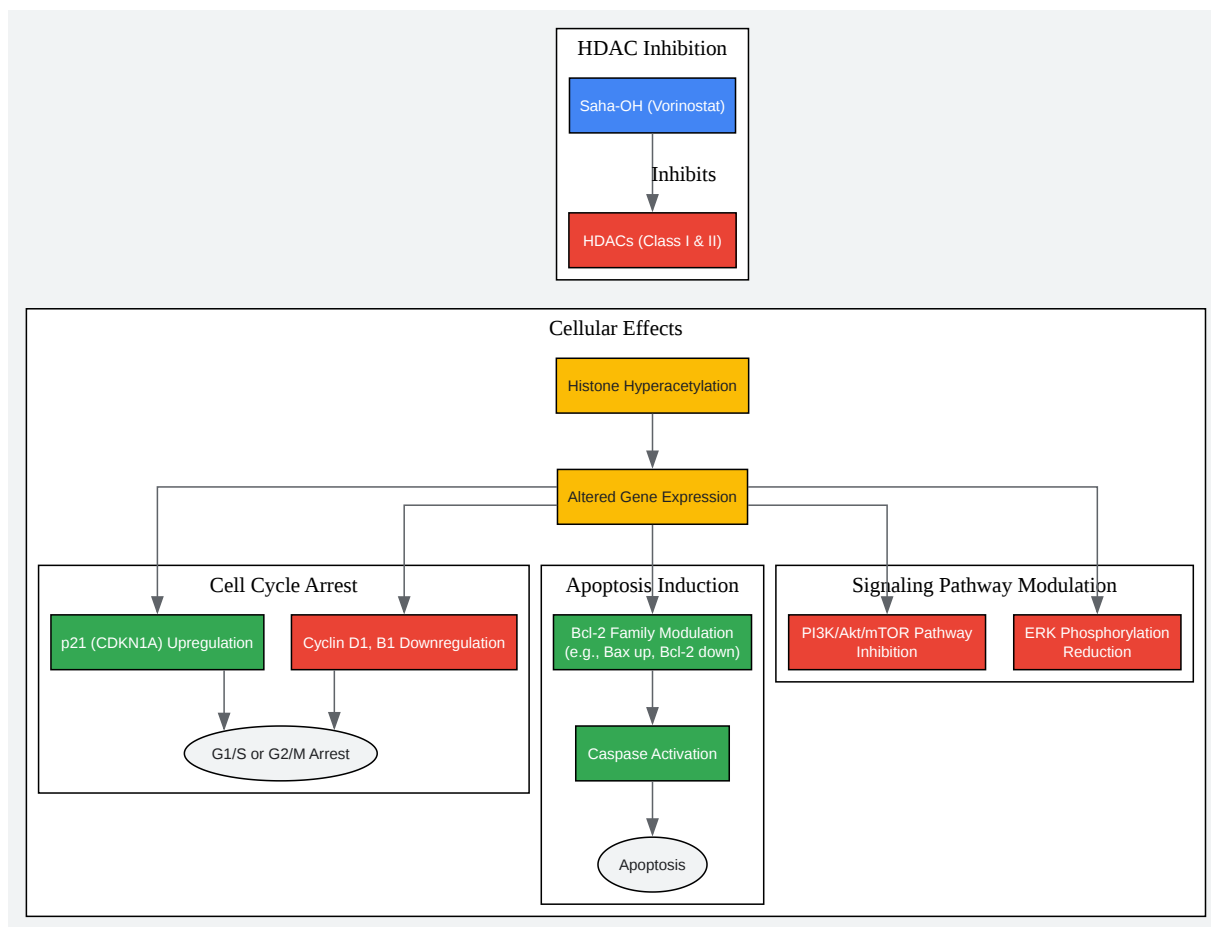 HDAC Inhibition
Saha-OH (Vorinostat)
Inhibits
HDACs (Class I & II)
Cellular Effects
Histone Hyperacetylation
Altered Gene Expression
Cell Cycle Arrest
p21 (CDKN1A) Upregulation
Cyclin D1, B1 Downregulation
G1/S or G2/M Arrest
Apoptosis Induction
Bcl-2 Family Modulation
(e.g., Bax up, Bcl-2 down)
Caspase Activation
Apoptosis
Signaling Pathway Modulation
PI3K/Akt/mTOR Pathway
Inhibition
ERK Phosphorylation
Reduction